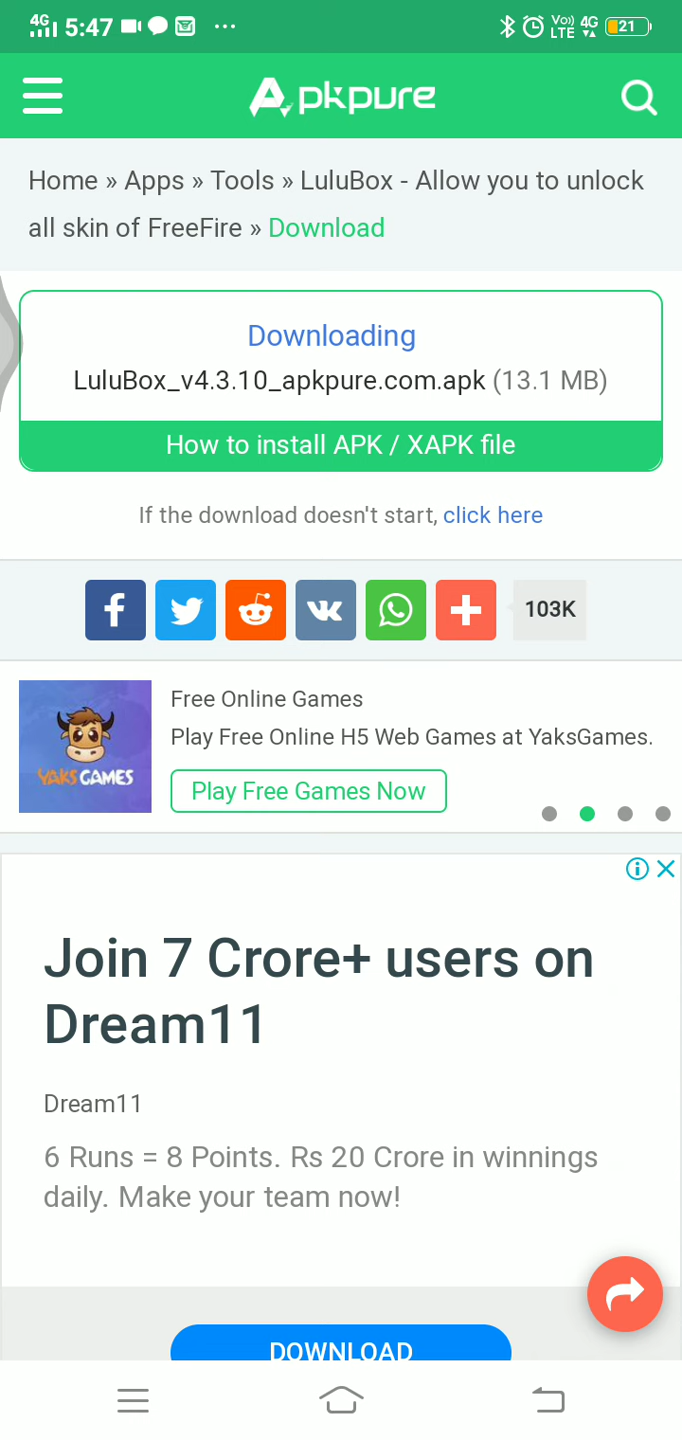 4G 5:47 ... Vo)) LTE 4G 21
Apkpure
Home » Apps » Tools » LuluBox - Allow you to unlock
all skin of FreeFire » Download
Downloading
LuluBox_v4.3.10_apkpure.com.apk (13.1 MB)
How to install APK / XAPK file
If the download doesn't start, click here
103K
Free Online Games
Play Free Online H5 Web Games at YaksGames.
YAKSGAMES
Play Free Games Now
Join 7 Crore+ users on
Dream11
Dream11
6 Runs = 8 Points. Rs 20 Crore in winnings
daily. Make your team now!
DOWNLOAD